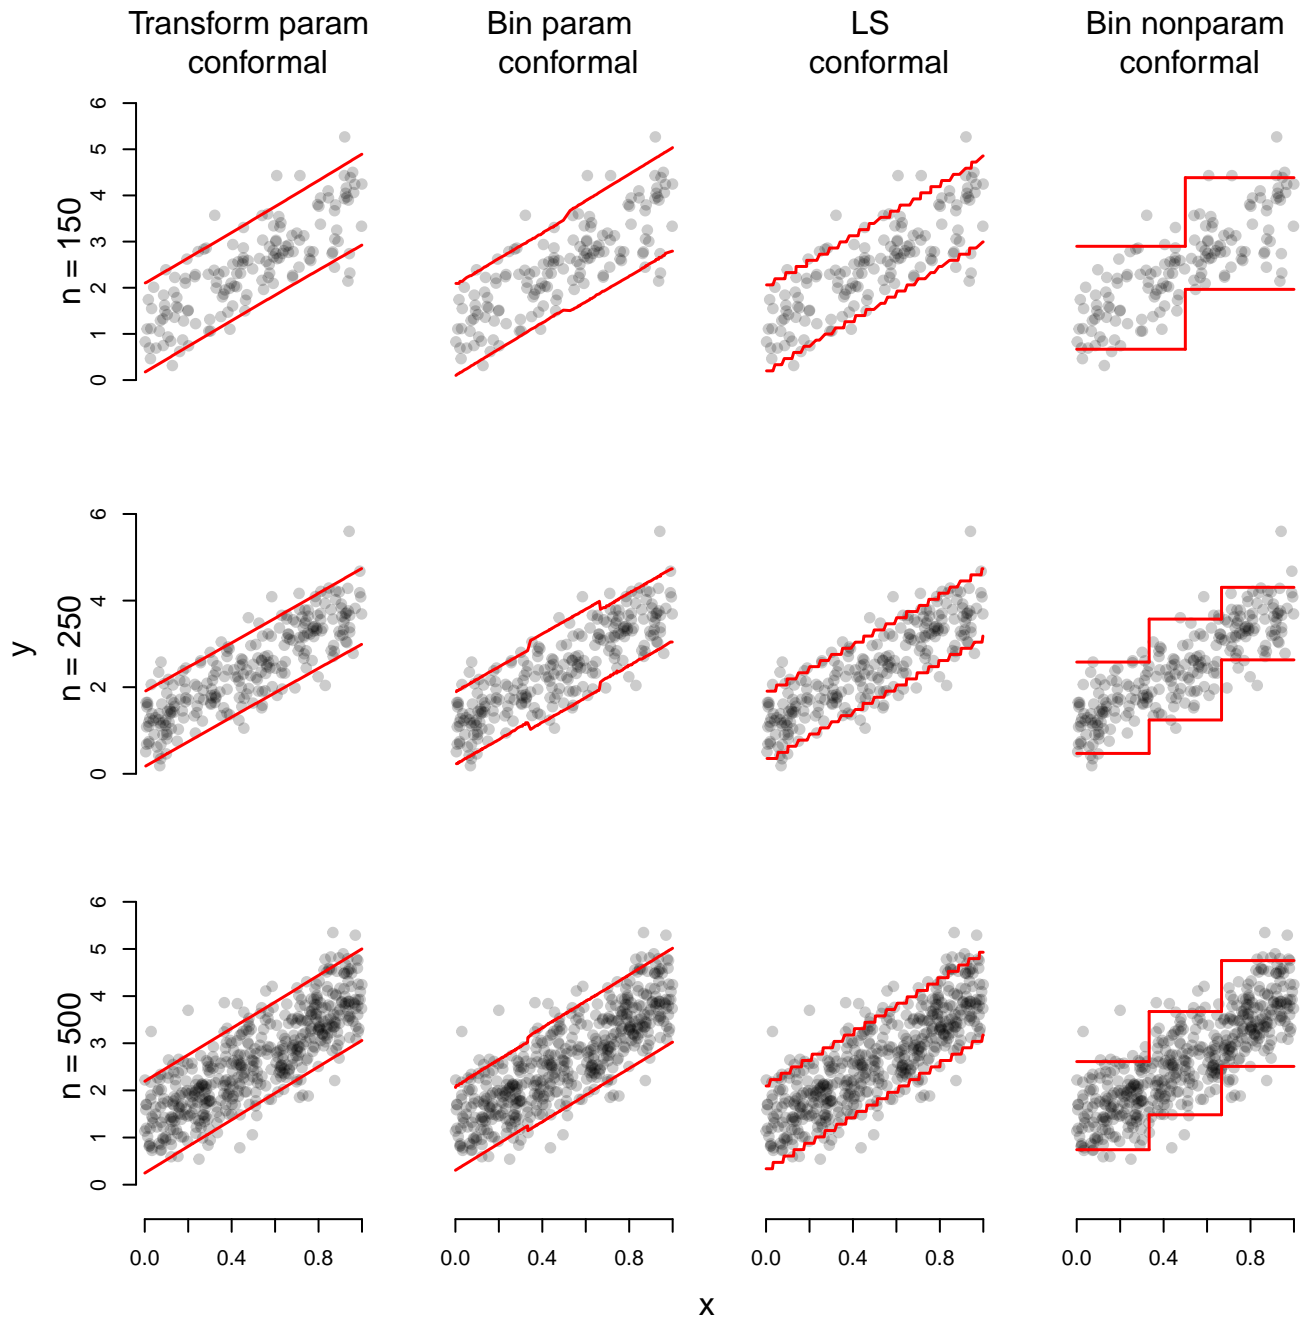 Transform param
conformal
Bin param
conformal
LS
conformal
Bin nonparam
conformal
n = 150
0 1 2 3 4 5 6
y
n = 250
0 2 4 6
n = 500
0 1 2 3 4 5 6
0.0 0.4 0.8
0.0 0.4 0.8
0.0 0.4 0.8
0.0 0.4 0.8
x